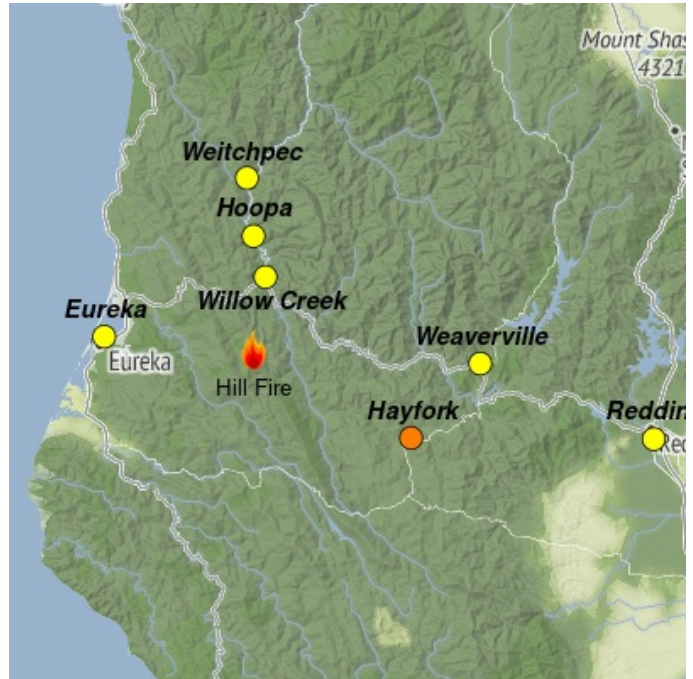 Mount Shas
4321
Weitchpec
Hoopa
Willow Creek
Eureka
Eureka
Weaverville
Hill Fire
Hayfork
Reddin
Red